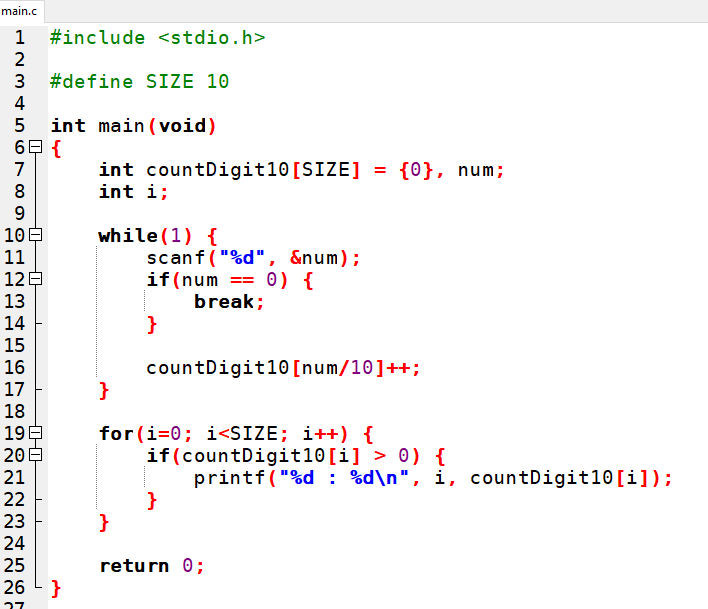 main.c
1 #include <stdio.h>
2
3 #define SIZE 10
4
5 int main(void)
6 {
7     int countDigit10[SIZE] = {0}, num;
8     int i;
9
10     while(1) {
11         scanf("%d", &num);
12         if(num == 0) {
13             break;
14         }
15
16         countDigit10[num/10]++;
17     }
18
19     for(i=0; i<SIZE; i++) {
20         if(countDigit10[i] > 0) {
21             printf("%d : %d\n", i, countDigit10[i]);
22         }
23     }
24
25     return 0;
26 }
27